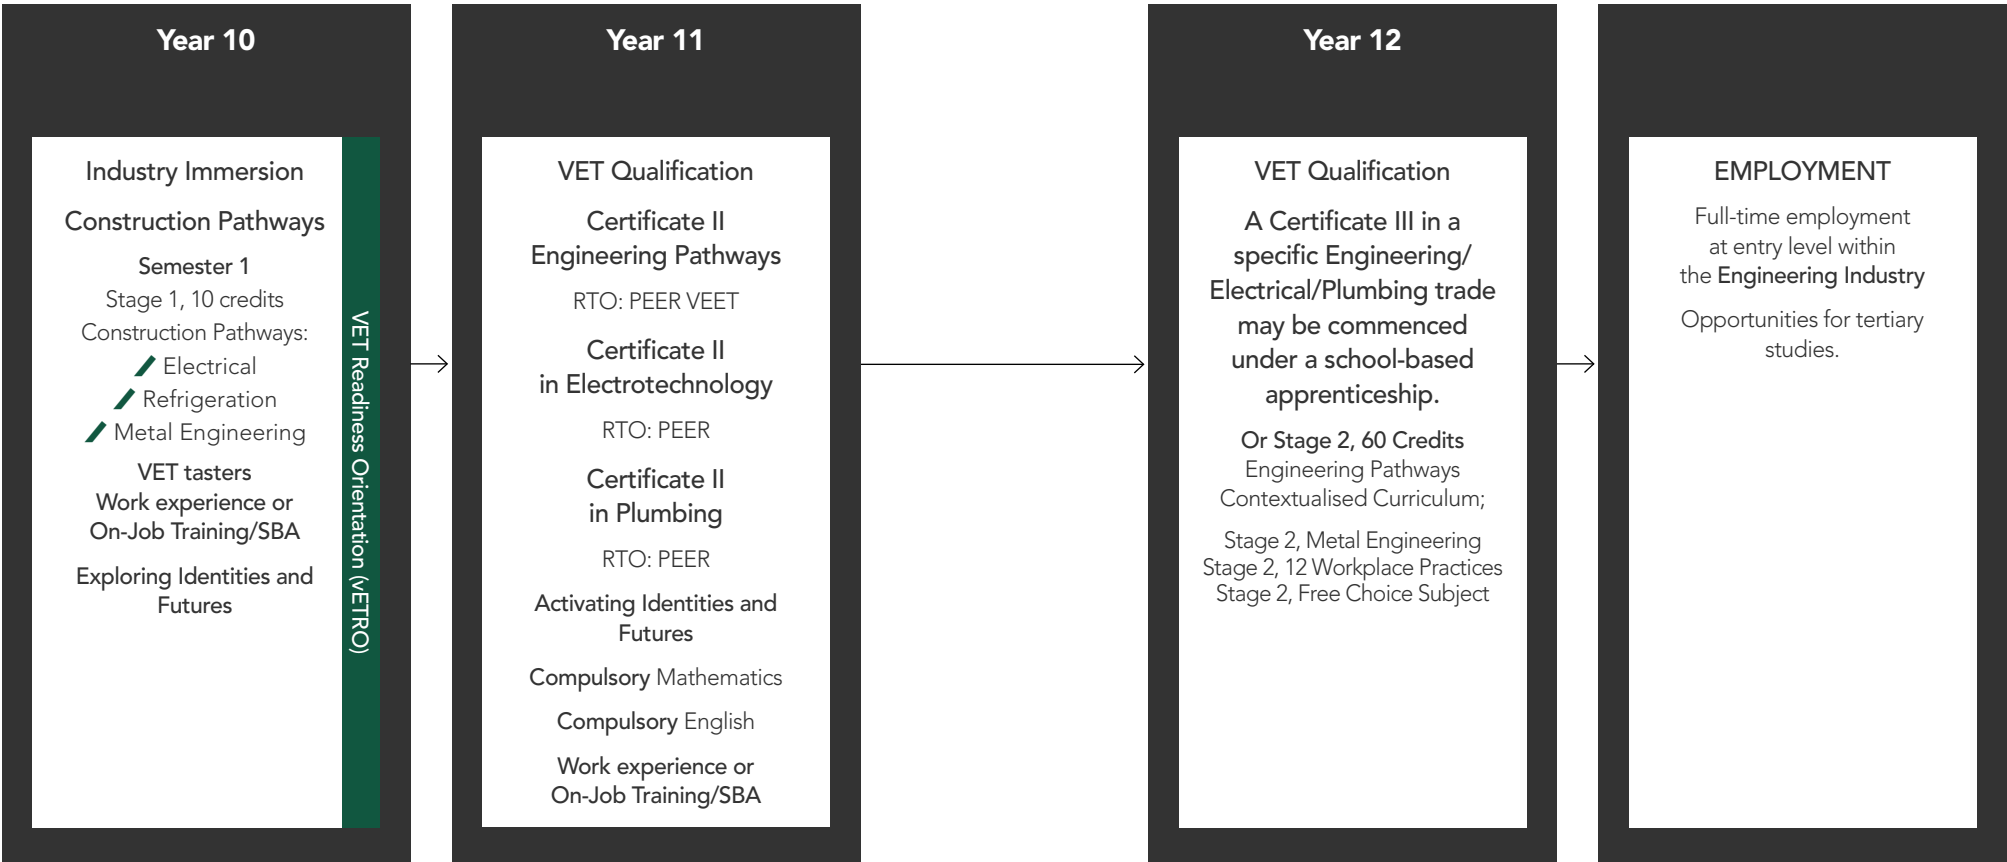 Year 10
Industry Immersion
Construction Pathways
Semester 1
Stage 1, 10 credits
Construction Pathways:
Electrical
Refrigeration
Metal Engineering
VET tasters
Work experience or
On-Job Training/SBA
Exploring Identities and
Futures
VET Readiness Orientation (vETRO)
Year 11
VET Qualification
Certificate II
Engineering Pathways
RTO: PEER VEET
Certificate II
in Electrotechnology
RTO: PEER
Certificate II
in Plumbing
RTO: PEER
Activating Identities and
Futures
Compulsory Mathematics
Compulsory English
Work experience or
On-Job Training/SBA
Year 12
VET Qualification
A Certificate III in a
specific Engineering/
Electrical/Plumbing trade
may be commenced
under a school-based
apprenticeship.
Or Stage 2, 60 Credits
Engineering Pathways
Contextualised Curriculum;
Stage 2, Metal Engineering
Stage 2, 12 Workplace Practices
Stage 2, Free Choice Subject
EMPLOYMENT
Full-time employment
at entry level within
the Engineering Industry
Opportunities for tertiary
studies.